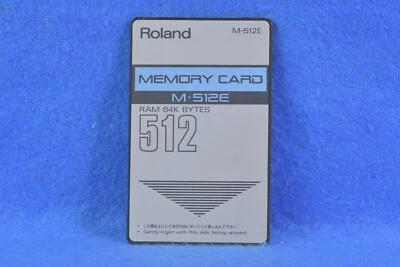 Roland
M-512E
MEMORY CARD
M-512E
RAM 64K BYTES
512
• Gently insert with this side facing upward.